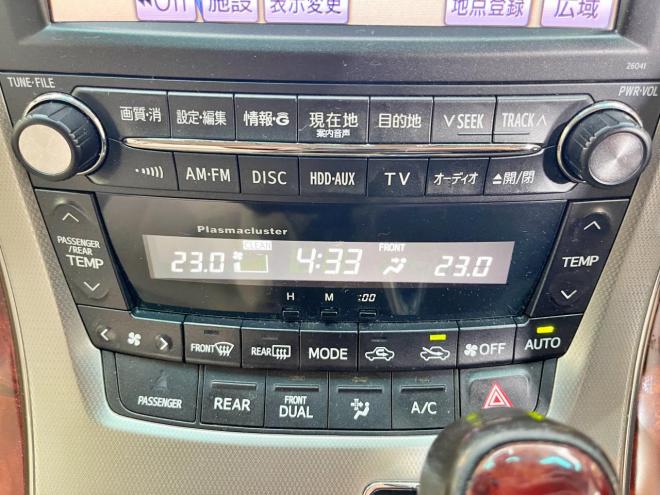 Off 施設 表示変更 地点登録 広域
26041
TUNE·FILE PWR·VOL
画質·消 設定·編集 情報· 現在地 目的地 ∨ SEEK TRACK ∧
案内音声
AM·FM DISC HDD·AUX TV オーディオ ▲開/閉
Plasmacluster
PASSENGER
/REAR
TEMP
23.0 CLEAN 4:33 FRONT 23.0
TEMP
H M :00
FRONT REAR MODE OFF AUTO
PASSENGER REAR FRONT
DUAL A/C